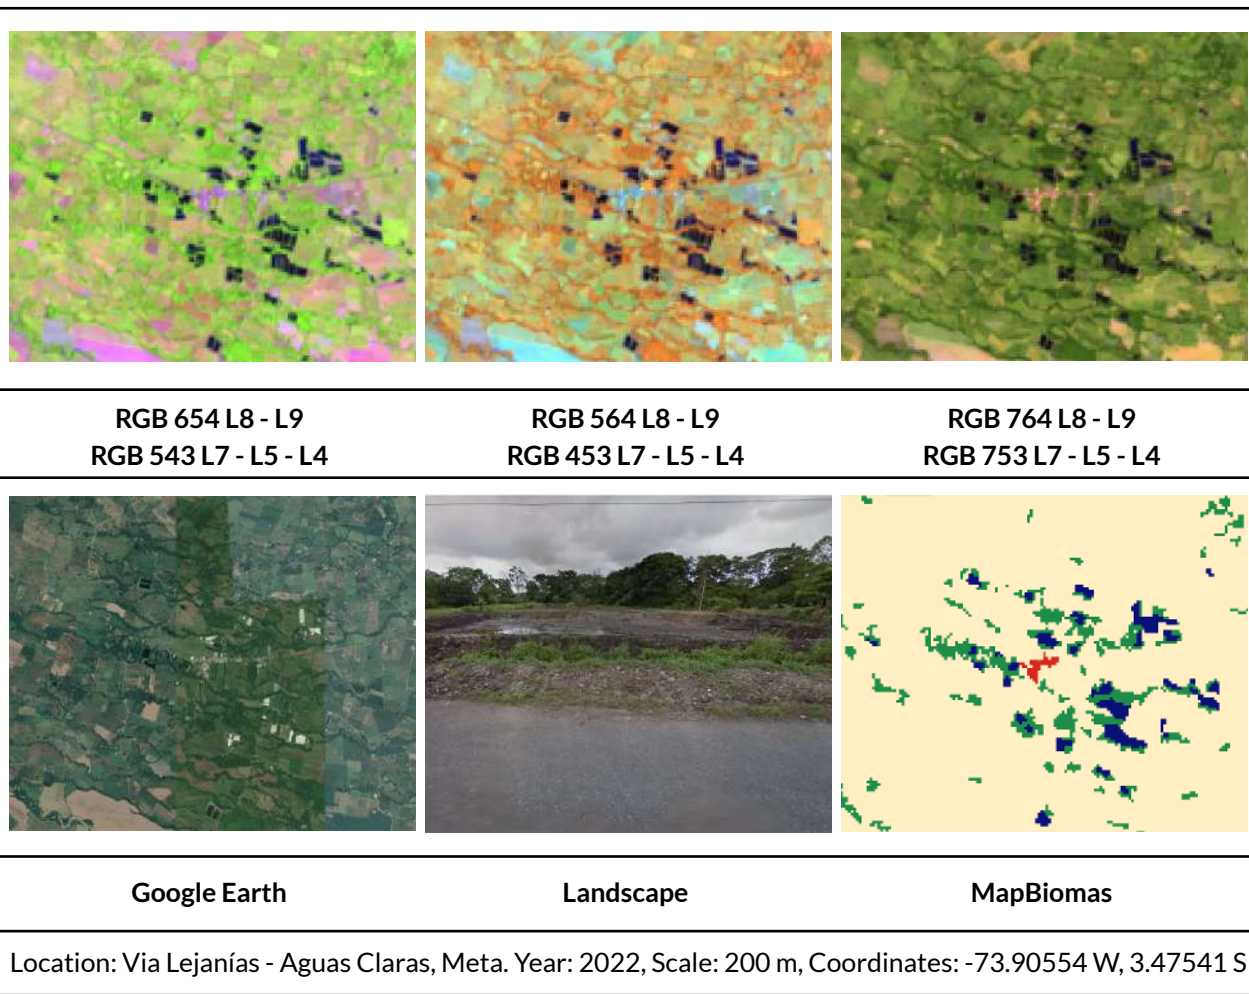 RGB 654 L8 - L9
RGB 543 L7 - L5 - L4
RGB 564 L8 - L9
RGB 453 L7 - L5 - L4
RGB 764 L8 - L9
RGB 753 L7 - L5 - L4
Google Earth
Landscape
MapBiomas
Location: Via Lejanías - Aguas Claras, Meta. Year: 2022, Scale: 200 m, Coordinates: -73.90554 W, 3.47541 S